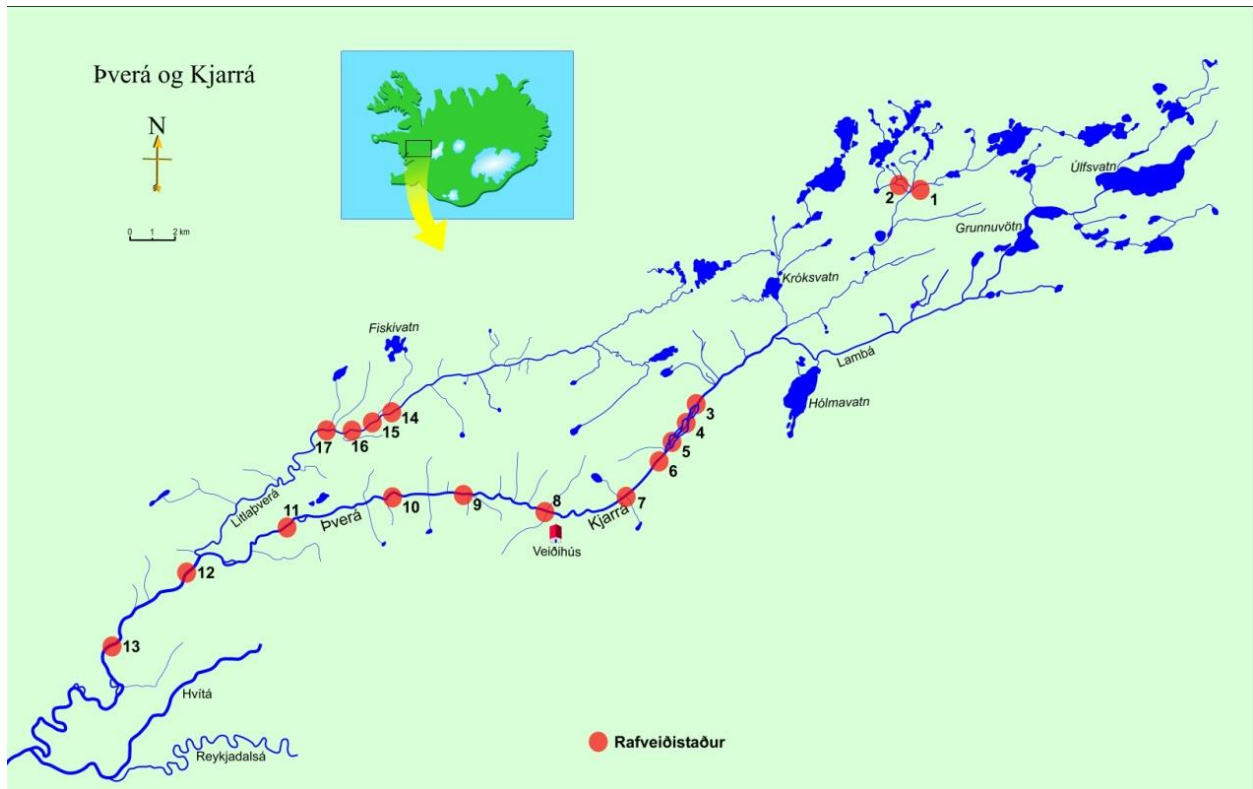 Þverá og Kjarrá
N
0 1 2 km
2
1
Úlfsvatn
Grunnuvötn
Króksvatn
Fiskivatn
Lambá
Hólmavatn
3
4
5
6
7
14
15
16
17
8
9
10
11
Litlaþverá
Þverá
Kjarrá
Veiðihús
12
13
Hvítá
Reykjadalsá
Rafveiðistaður